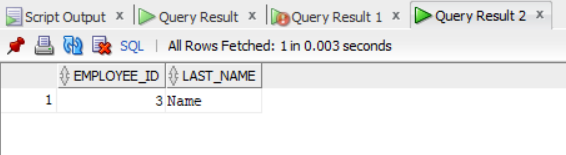 Script Output x Query Result x Query Result 1 x Query Result 2 x
SQL | All Rows Fetched: 1 in 0.003 seconds
EMPLOYEE_ID LAST_NAME
1 3 Name